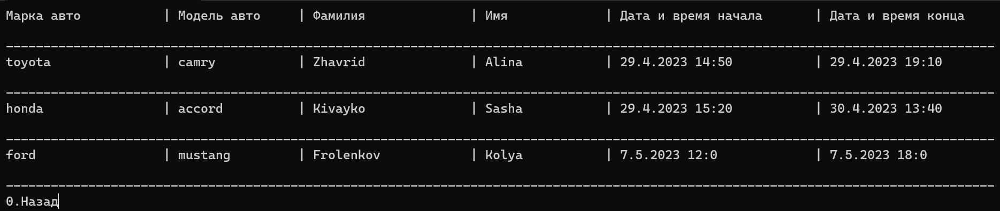 Марка авто | Модель авто | Фамилия | Имя | Дата и время начала | Дата и время конца
toyota | camry | Zhavrid | Alina | 29.4.2023 14:50 | 29.4.2023 19:10
honda | accord | Kivayko | Sasha | 29.4.2023 15:20 | 30.4.2023 13:40
ford | mustang | Frolenkov | Kolya | 7.5.2023 12:0 | 7.5.2023 18:0
0.Назад